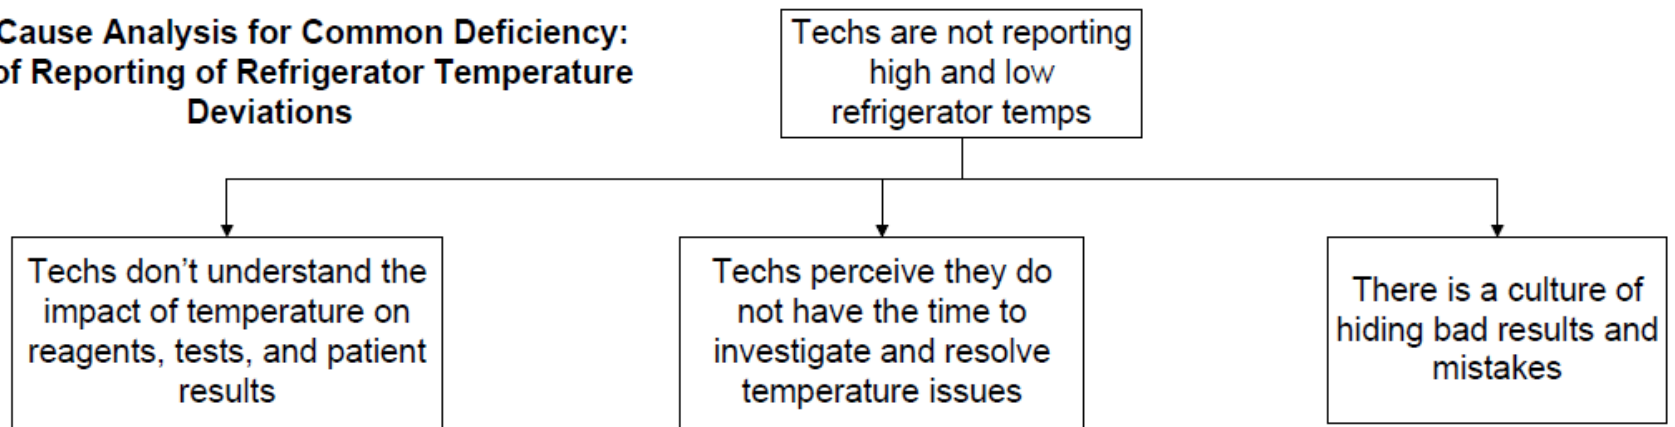 Cause Analysis for Common Deficiency:
of Reporting of Refrigerator Temperature
Deviations
Techs are not reporting
high and low
refrigerator temps
Techs don’t understand the
impact of temperature on
reagents, tests, and patient
results
Techs perceive they do
not have the time to
investigate and resolve
temperature issues
There is a culture of
hiding bad results and
mistakes